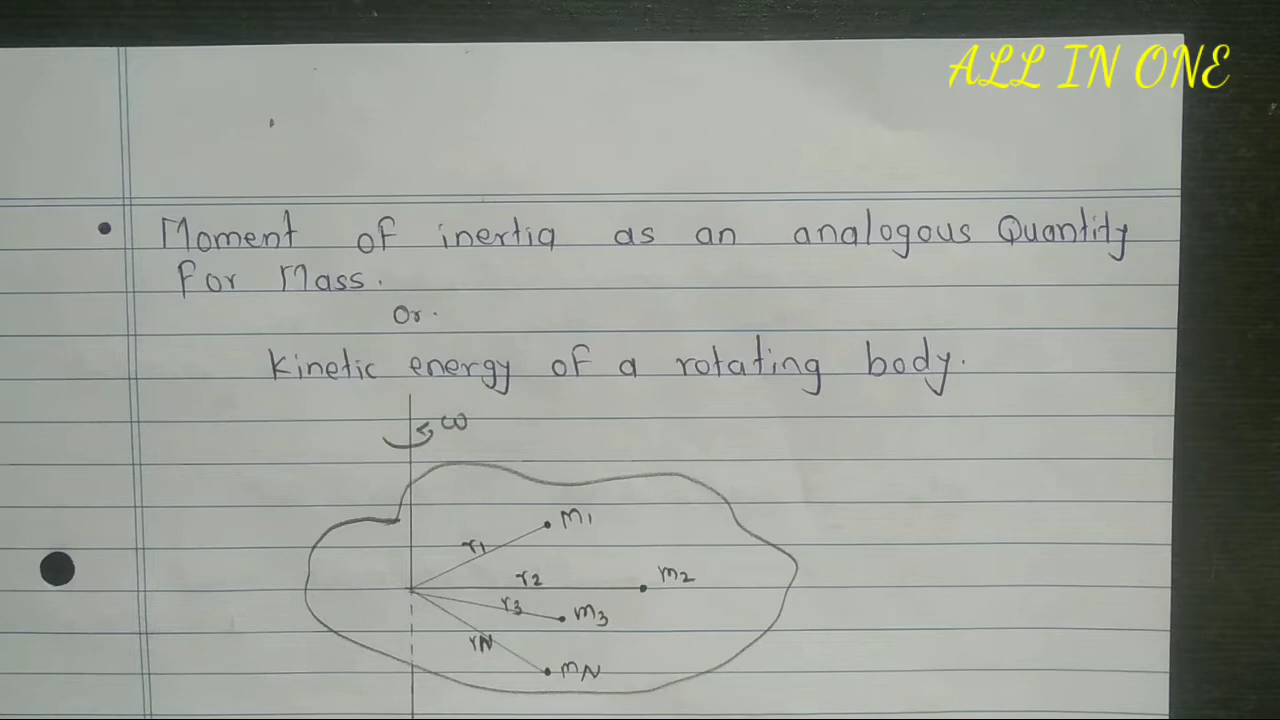 ALL IN ONE
• Moment of inertia as an analogous Quantity
for Mass.
Or.
Kinetic energy of a rotating body.
ω
m1
r1
r2 m2
r3 m3
rN
mN